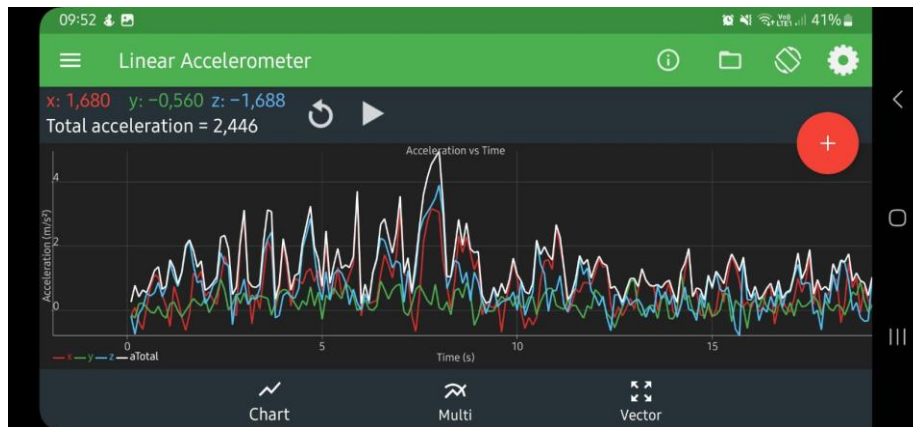 09:52 41%
Linear Accelerometer
x: 1,680 y: −0,560 z: −1,688
Total acceleration = 2,446
Acceleration vs Time
4
2
0
Acceleration (m/s²)
0 5 10 15
Time (s)
x y z aTotal
Chart Multi Vector